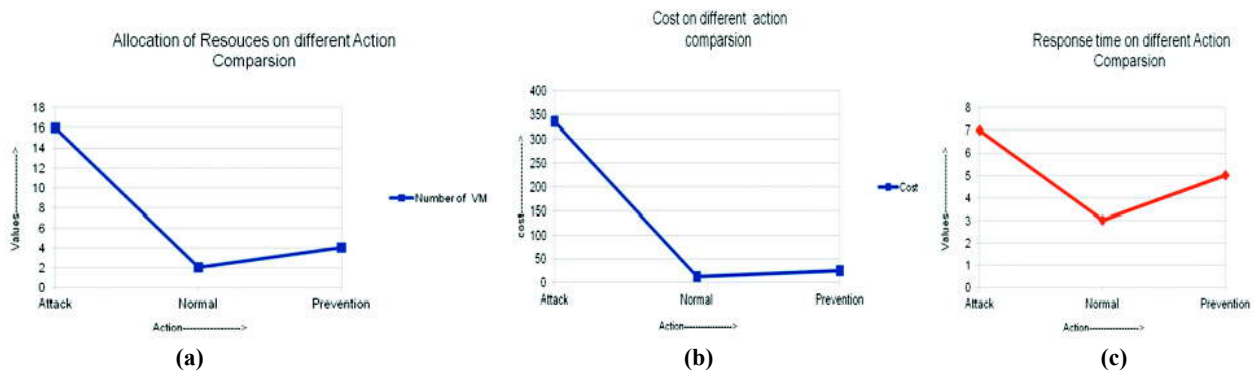 Allocation of Resouces on different Action
Comparsion
18
16
14
12
10
8
6
4
2
0
Values------------->
Attack
Normal
Prevention
Action----------------->
Number of VM
(a)
Cost on different action
comparsion
400
350
300
250
200
150
100
50
0
cost--------------->
Attack
Normal
Prevention
Action-------------->
Cost
(b)
Response time on different Action
Comparsion
8
7
6
5
4
3
2
1
0
Values-------------->
Attack
Normal
Prevention
Action-------------->
(c)